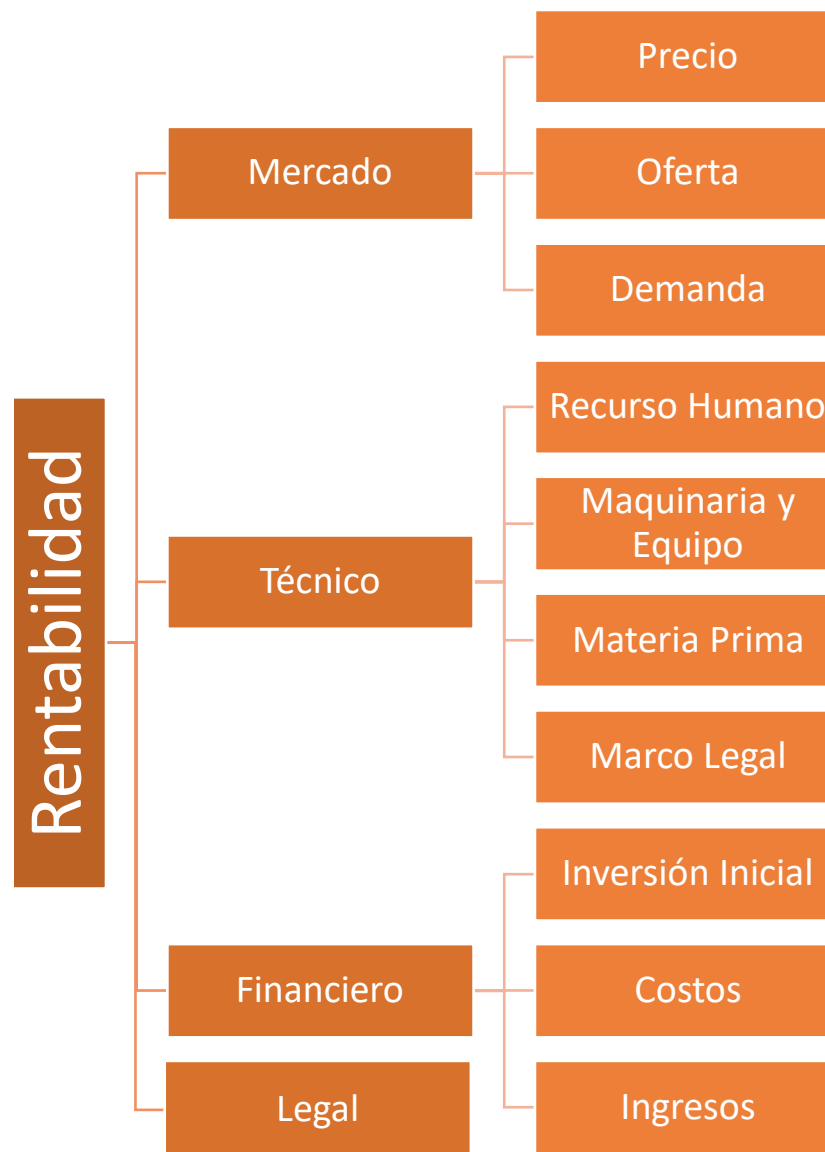 Rentabilidad
Mercado
Precio
Oferta
Demanda
Técnico
Recurso Humano
Maquinaria y
Equipo
Materia Prima
Marco Legal
Financiero
Inversión Inicial
Costos
Ingresos
Legal